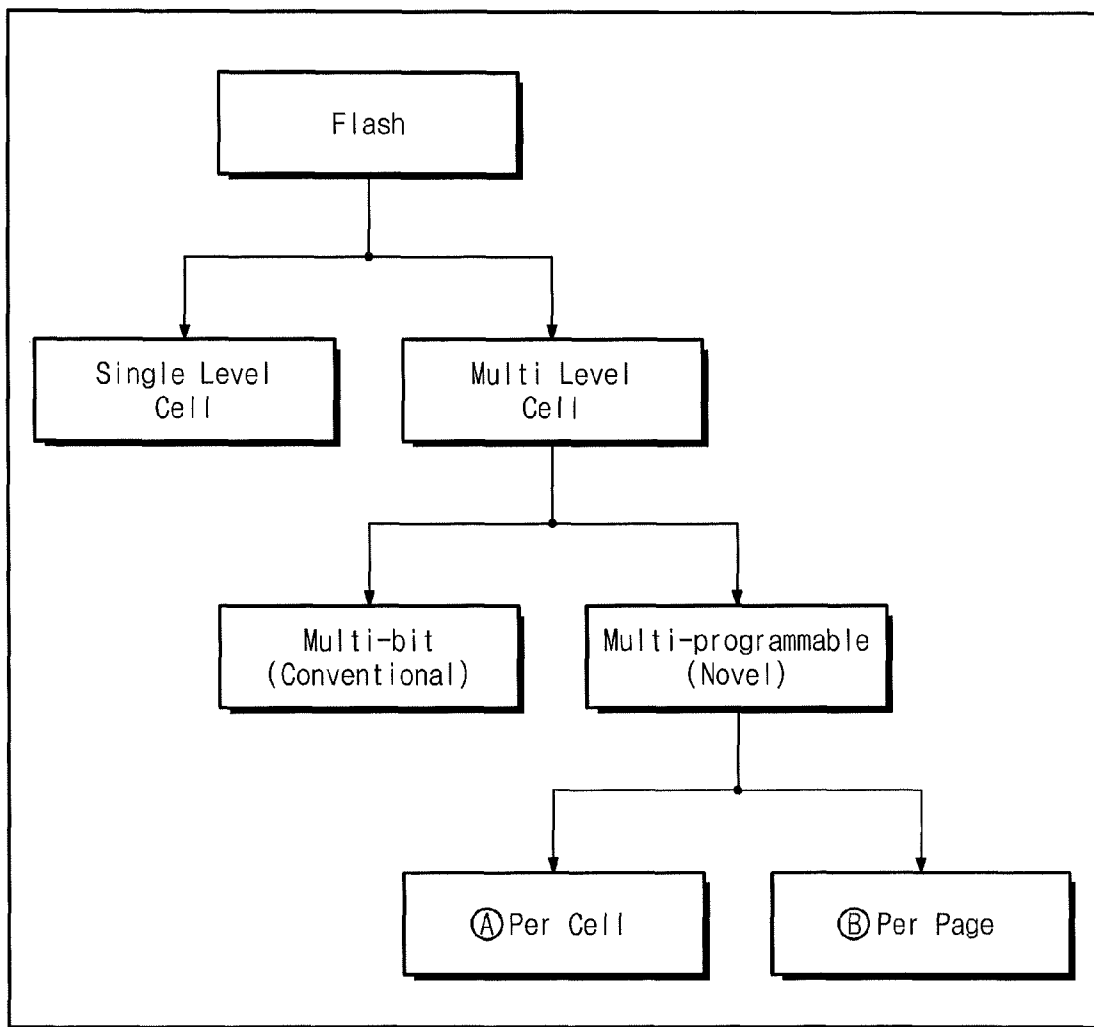 Flash
Single Level
Cell
Multi Level
Cell
Multi-bit
(Conventional)
Multi-programmable
(Novel)
Ⓐ Per Cell
Ⓑ Per Page